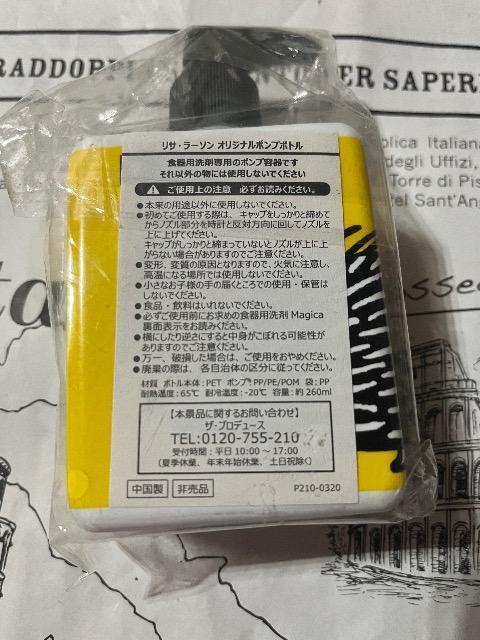 RADDOPPI
ER SAPER
リサ・ラーソン オリジナルポンプボトル
食器用洗剤専用のポンプ容器です
それ以外の物には使用しないでください
ご使用上の注意 必ずお読みください。
●本来の用途以外に使用しないでください。
●初めてご使用する際は、キャップをしっかりと締めて
からノズル部分を時計と反対方向に回してノズルを
上に上げてください。
キャップがしっかりと締まっていないとノズルが上に上
がらない場合がありますのでご注意ください。
●変形、変質の原因となりますので、火気に注意し、
高温になる場所では使用しないでください。
●小さなお子様の手の届くところでの使用・保管は
しないでください。
●食品・飲料はいれないでください。
●必ずご使用前にお求めの食器用洗剤 Magica
裏面表示をお読みください。
●横にしたり逆さにすると中身がこぼれる可能性が
ありますのでご注意ください。
●万一、破損した場合は、ご使用をおやめください。
●廃棄の際は、各自治体の区分に従ってください。
材質 ボトル本体:PET ポンプ:PP/PE/POM 袋:PP
耐熱温度:65℃ 耐冷温度:-20℃ 容量:約260ml
【本景品に関するお問い合わせ】
ザ・プロデュース
TEL:0120-755-210
受付時間:平日 10:00～17:00
(夏季休業、年末年始休業、土日祝除く)
中国製 非売品 P210-0320
blica Italiana
degli Uffizi,
Torre di Pis
tel Sant'Ang
ssee